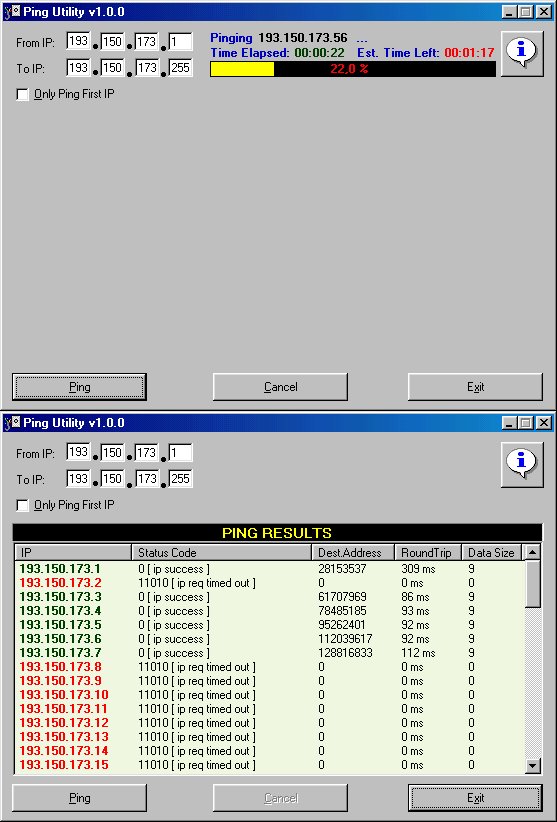 Ping Utility v1.0.0
From IP: 193 . 150 . 173 . 1
To IP: 193 . 150 . 173 . 255
Only Ping First IP
Pinging 193.150.173.56 ...
Time Elapsed: 00:00:22 Est. Time Left: 00:01:17
22,0 %
Ping Cancel Exit
Ping Utility v1.0.0
From IP: 193 . 150 . 173 . 1
To IP: 193 . 150 . 173 . 255
Only Ping First IP
PING RESULTS
IP Status Code Dest.Address RoundTrip Data Size
193.150.173.1 0 [ ip success ] 28153537 309 ms 9
193.150.173.2 11010 [ ip req timed out ] 0 0 ms 0
193.150.173.3 0 [ ip success ] 61707969 86 ms 9
193.150.173.4 0 [ ip success ] 78485185 93 ms 9
193.150.173.5 0 [ ip success ] 95262401 92 ms 9
193.150.173.6 0 [ ip success ] 112039617 92 ms 9
193.150.173.7 0 [ ip success ] 128816833 112 ms 9
193.150.173.8 11010 [ ip req timed out ] 0 0 ms 0
193.150.173.9 11010 [ ip req timed out ] 0 0 ms 0
193.150.173.10 11010 [ ip req timed out ] 0 0 ms 0
193.150.173.11 11010 [ ip req timed out ] 0 0 ms 0
193.150.173.12 11010 [ ip req timed out ] 0 0 ms 0
193.150.173.13 11010 [ ip req timed out ] 0 0 ms 0
193.150.173.14 11010 [ ip req timed out ] 0 0 ms 0
193.150.173.15 11010 [ ip req timed out ] 0 0 ms 0
Ping Cancel Exit